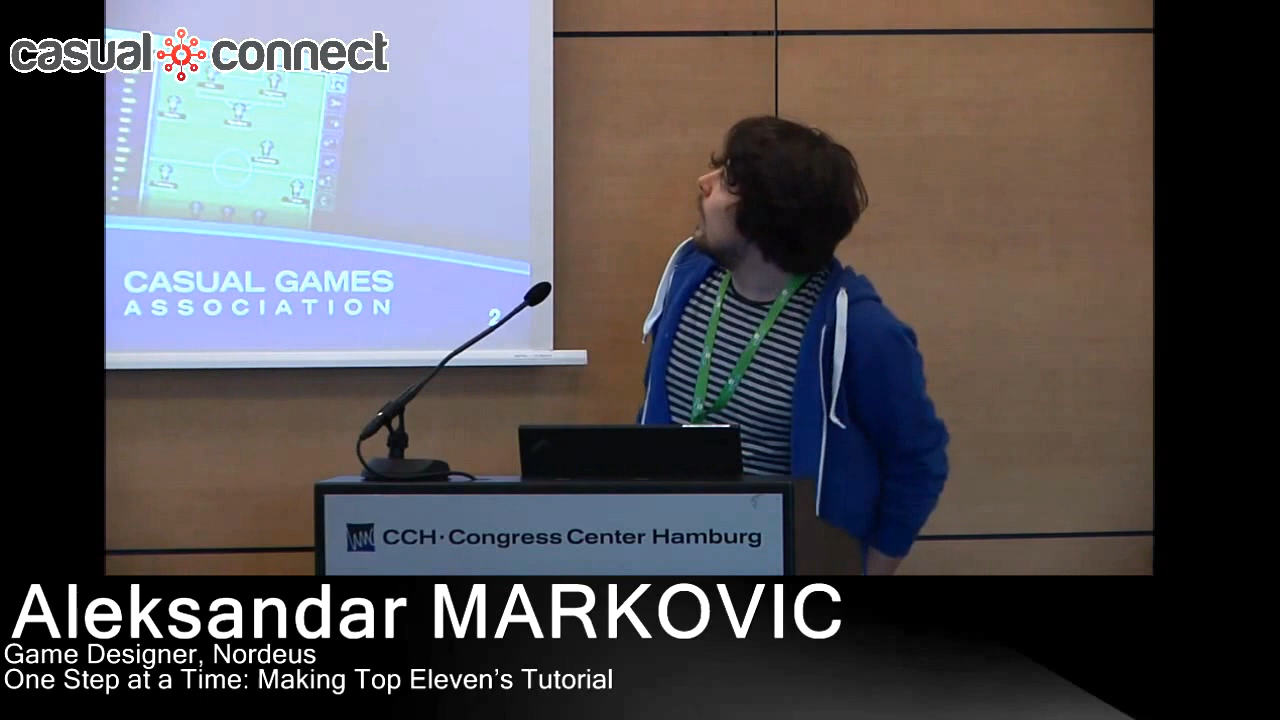 casual connect
CASUAL GAMES
ASSOCIATION
2
CCH·Congress Center Hamburg
Aleksandar MARKOVIC
Game Designer, Nordeus
One Step at a Time: Making Top Eleven’s Tutorial